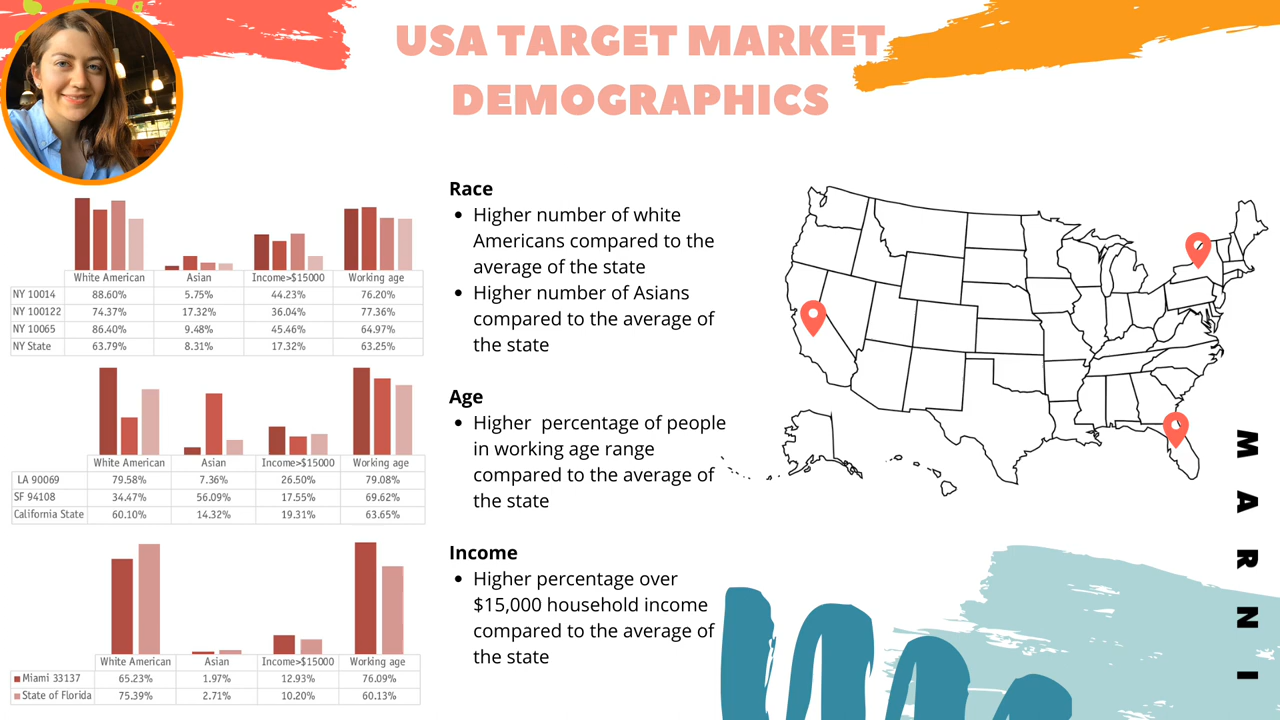 USA TARGET MARKET
DEMOGRAPHICS
White American Asian Income>$15000 Working age
NY 10014 88.60% 5.75% 44.23% 76.20%
NY 100122 74.37% 17.32% 36.04% 77.36%
NY 10065 86.40% 9.48% 45.46% 64.97%
NY State 63.79% 8.31% 17.32% 63.25%
White American Asian Income>$15000 Working age
LA 90069 79.58% 7.36% 26.50% 79.08%
SF 94108 34.47% 56.09% 17.55% 69.62%
California State 60.10% 14.32% 19.31% 63.65%
White American Asian Income>$15000 Working age
Miami 33137 65.23% 1.97% 12.93% 76.09%
State of Florida 75.39% 2.71% 10.20% 60.13%
Race
• Higher number of white
Americans compared to the
average of the state
• Higher number of Asians
compared to the average of
the state
Age
• Higher percentage of people
in working age range
compared to the average of
the state
Income
• Higher percentage over
$15,000 household income
compared to the average of
the state
MARNI